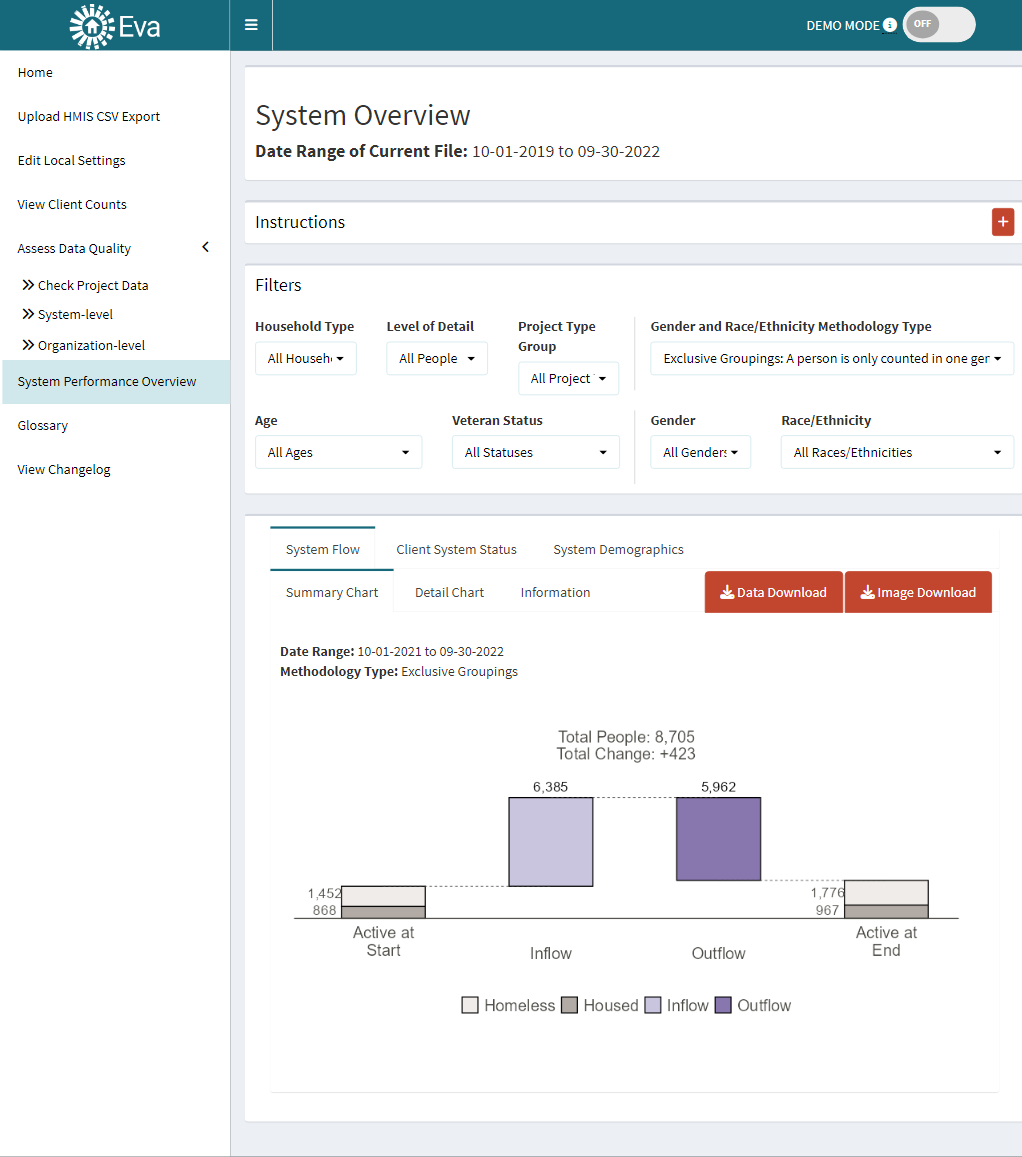 Eva
DEMO MODE i OFF
Home
Upload HMIS CSV Export
Edit Local Settings
View Client Counts
Assess Data Quality
Check Project Data
System-level
Organization-level
System Performance Overview
Glossary
View Changelog
System Overview
Date Range of Current File: 10-01-2019 to 09-30-2022
Instructions
+
Filters
Household Type
All Househ
Level of Detail
All People
Project Type
Group
All Project
Gender and Race/Ethnicity Methodology Type
Exclusive Groupings: A person is only counted in one ger
Age
All Ages
Veteran Status
All Statuses
Gender
All Genders
Race/Ethnicity
All Races/Ethnicities
System Flow Client System Status System Demographics
Summary Chart Detail Chart Information Data Download Image Download
Date Range: 10-01-2021 to 09-30-2022
Methodology Type: Exclusive Groupings
Total People: 8,705
Total Change: +423
6,385 5,962
1,452 1,776
868 967
Active at
Start
Inflow
Outflow
Active at
End
Homeless Housed Inflow Outflow